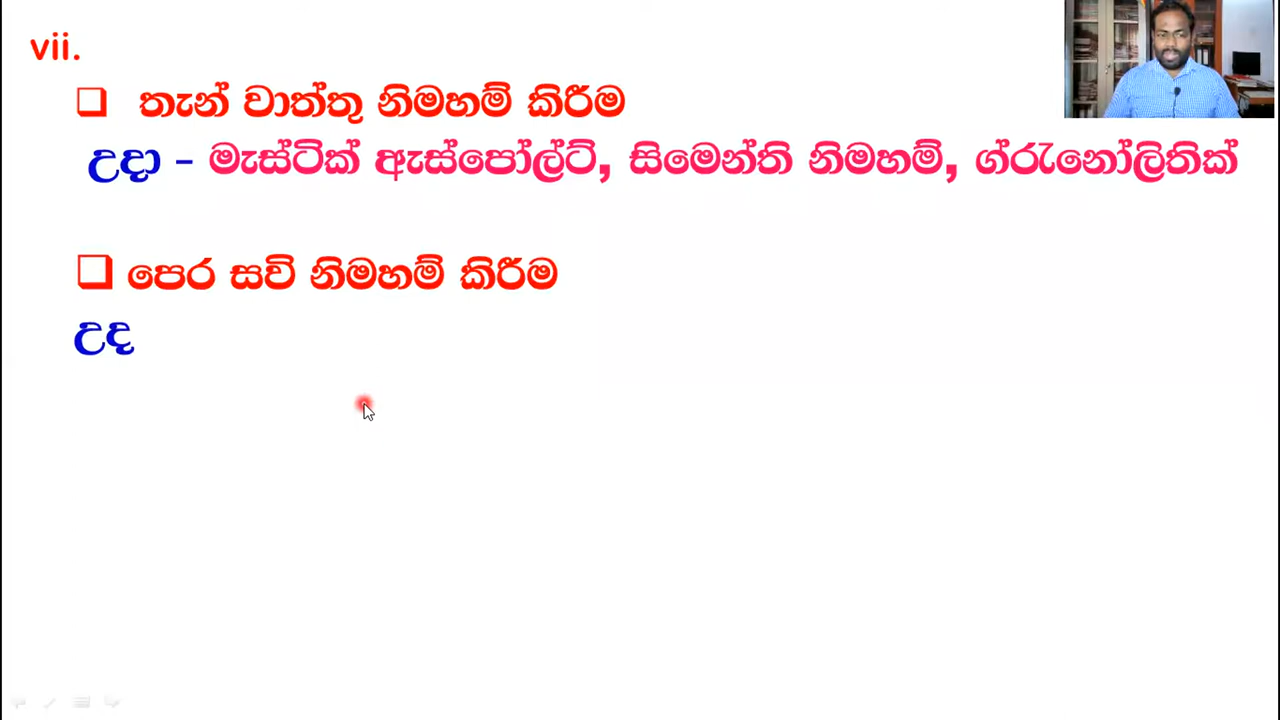 vii.
❑ තැන් වාත්තු නිමහම් කිරීම
උදා - මැස්ටික් ඇස්පෝල්ට්, සිමෙන්ති නිමහම්, ග්රැනෝලිතික්
❑ පෙර සවි නිමහම් කිරීම
උද